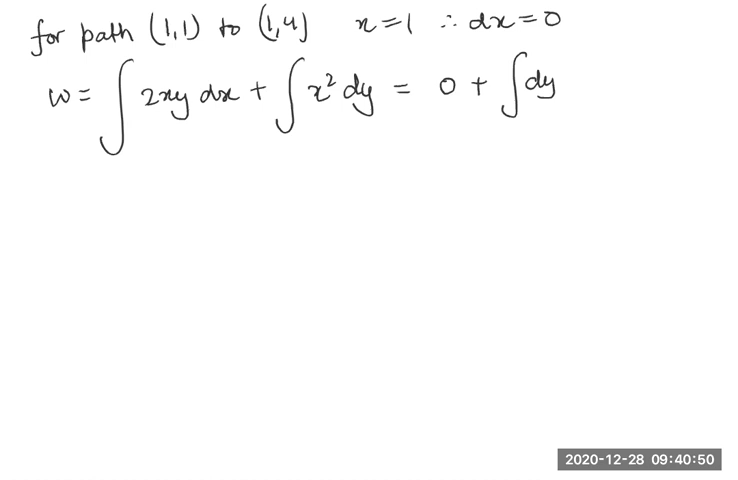 for path (1,1) to (1,4) x=1 ∴ dx=0
w = ∫ 2xy dx + ∫ x² dy = 0 + ∫ dy
2020-12-28 09:40:50